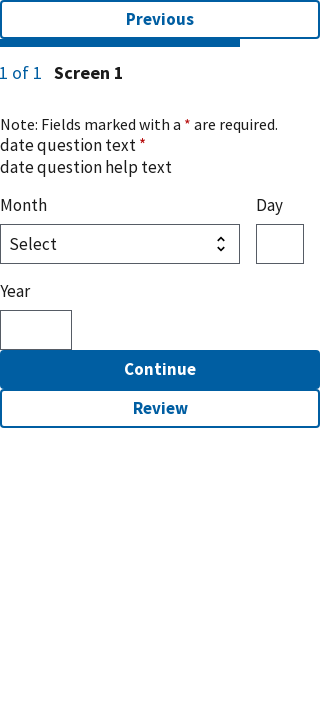 Previous
1 of 1 Screen 1
Note: Fields marked with a * are required.
date question text *
date question help text
Month Day
Select
Year
Continue
Review